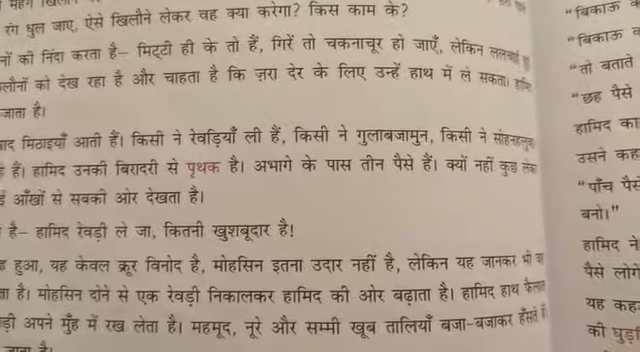 रंग धुल जाए, ऐसे खिलौने लेकर वह क्या करेगा? किस काम के?
की निंदा करता है– मिट्टी ही के तो हैं, गिरें तो चकनाचूर हो जाएँ, लेकिन
को देख रहा है और चाहता है कि ज़रा देर के लिए उन्हें हाथ में ले सकता।
जाता है।
मिठाइयाँ आती हैं। किसी ने रेवड़ियाँ ली हैं, किसी ने गुलाबजामुन, किसी ने
हैं। हामिद उनकी बिरादरी से पृथक है। अभागे के पास तीन पैसे हैं। क्यों नहीं कुछ
आँखों से सबकी ओर देखता है।
है– हामिद रेवड़ी ले जा, कितनी खुशबूदार है!
हुआ, यह केवल क्रूर विनोद है, मोहसिन इतना उदार नहीं है, लेकिन यह जानकर भी
है। मोहसिन दोने से एक रेवड़ी निकालकर हामिद की ओर बढ़ाता है। हामिद हाथ
अपने मुँह में रख लेता है। महमूद, नूरे और सम्मी खूब तालियाँ बजा-बजाकर हँसते
"बिकाऊ
"बिकाऊ
"तो बताते
"छह पैसे
हामिद का
उसने
"पाँच
बनो।"
हामिद ने
पैसे
यह
की